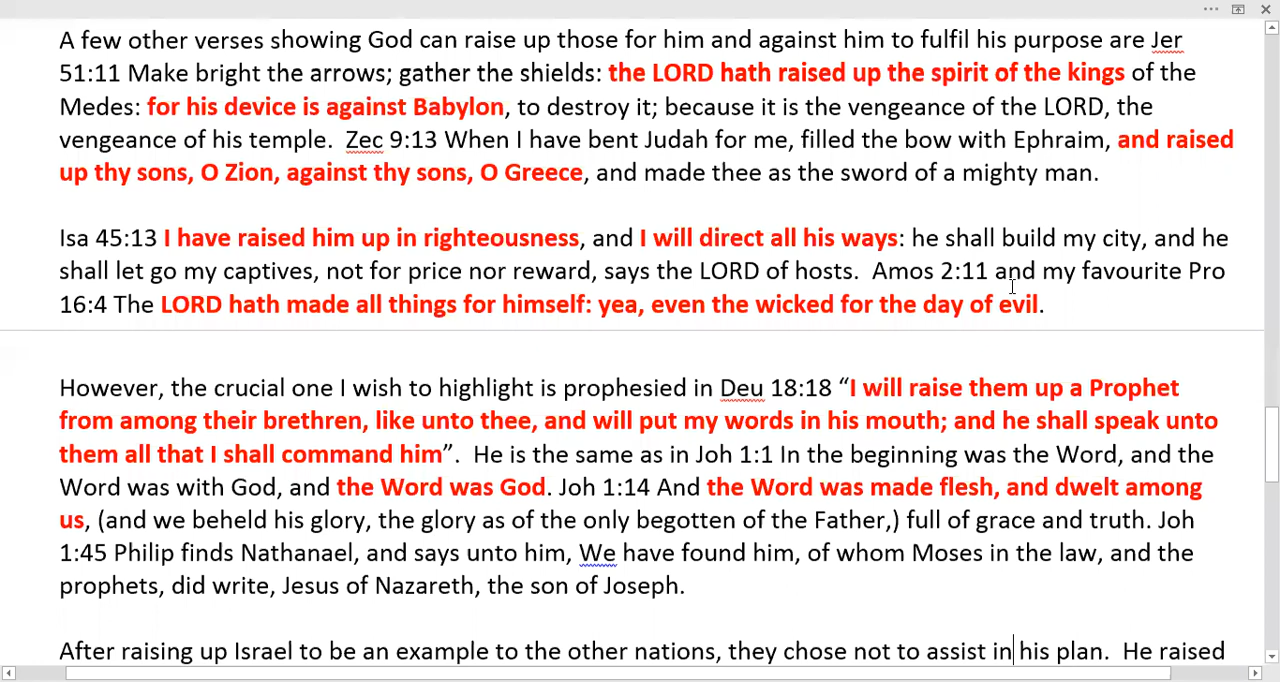 A few other verses showing God can raise up those for him and against him to fulfil his purpose are Jer
51:11 Make bright the arrows; gather the shields: the LORD hath raised up the spirit of the kings of the
Medes: for his device is against Babylon, to destroy it; because it is the vengeance of the LORD, the
vengeance of his temple.  Zec 9:13 When I have bent Judah for me, filled the bow with Ephraim, and raised
up thy sons, O Zion, against thy sons, O Greece, and made thee as the sword of a mighty man.
Isa 45:13 I have raised him up in righteousness, and I will direct all his ways: he shall build my city, and he
shall let go my captives, not for price nor reward, says the LORD of hosts.  Amos 2:11 and my favourite Pro
16:4 The LORD hath made all things for himself: yea, even the wicked for the day of evil.
However, the crucial one I wish to highlight is prophesied in Deu 18:18 “I will raise them up a Prophet
from among their brethren, like unto thee, and will put my words in his mouth; and he shall speak unto
them all that I shall command him”.  He is the same as in Joh 1:1 In the beginning was the Word, and the
Word was with God, and the Word was God. Joh 1:14 And the Word was made flesh, and dwelt among
us, (and we beheld his glory, the glory as of the only begotten of the Father,) full of grace and truth. Joh
1:45 Philip finds Nathanael, and says unto him, We have found him, of whom Moses in the law, and the
prophets, did write, Jesus of Nazareth, the son of Joseph.
After raising up Israel to be an example to the other nations, they chose not to assist in his plan.  He raised